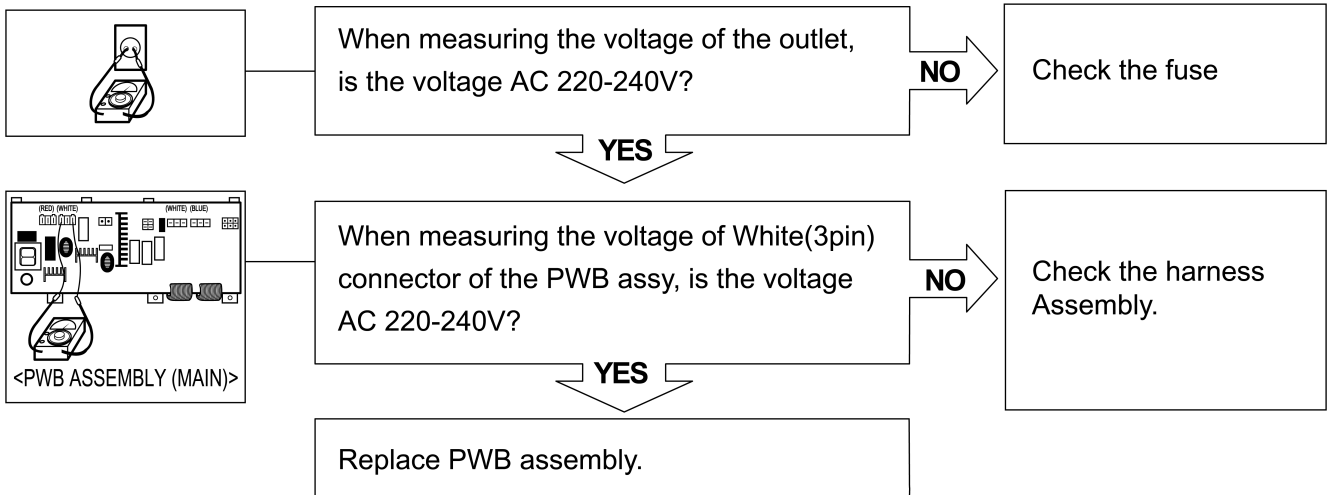 When measuring the voltage of the outlet,
is the voltage AC 220-240V?
NO
Check the fuse
YES
(RED) (WHITE)
(WHITE) (BLUE)
<PWB ASSEMBLY (MAIN)>
When measuring the voltage of White(3pin)
connector of the PWB assy, is the voltage
AC 220-240V?
NO
Check the harness
Assembly.
YES
Replace PWB assembly.